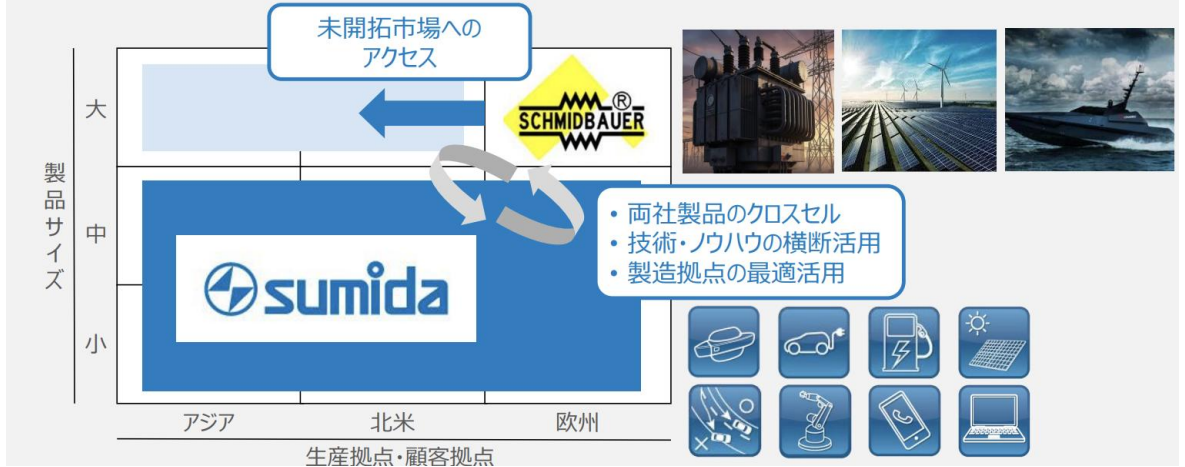 未開拓市場への
アクセス
SCHMIDBAUER®
大
製品サイズ
中
小
sumida
• 両社製品のクロスセル
• 技術・ノウハウの横断活用
• 製造拠点の最適活用
アジア
北米
欧州
生産拠点・顧客拠点